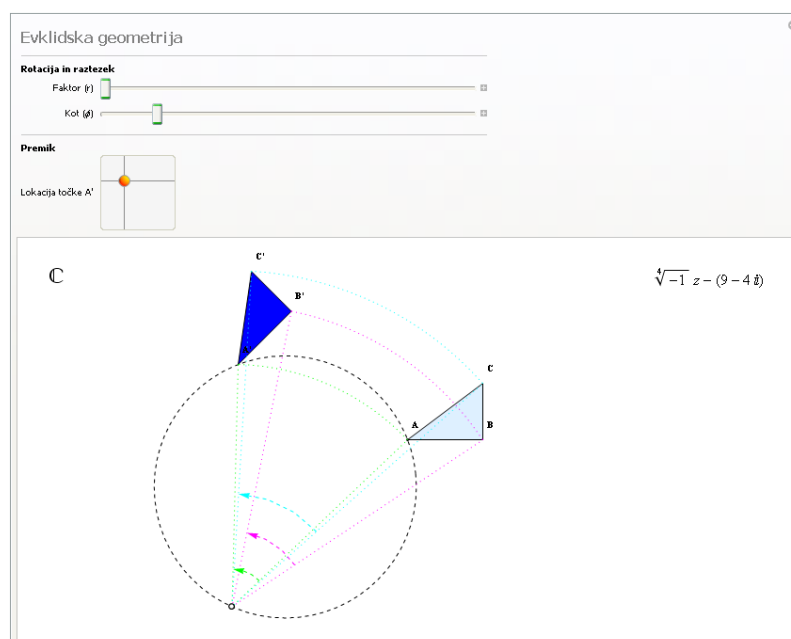 Evklidska geometrija
Rotacija in raztezek
Faktor (r)
Kot (ϕ)
Premik
Lokacija točke A'
ℂ
∜-1 z - (9 - 4 ⅈ)
C'
B'
C
A
B